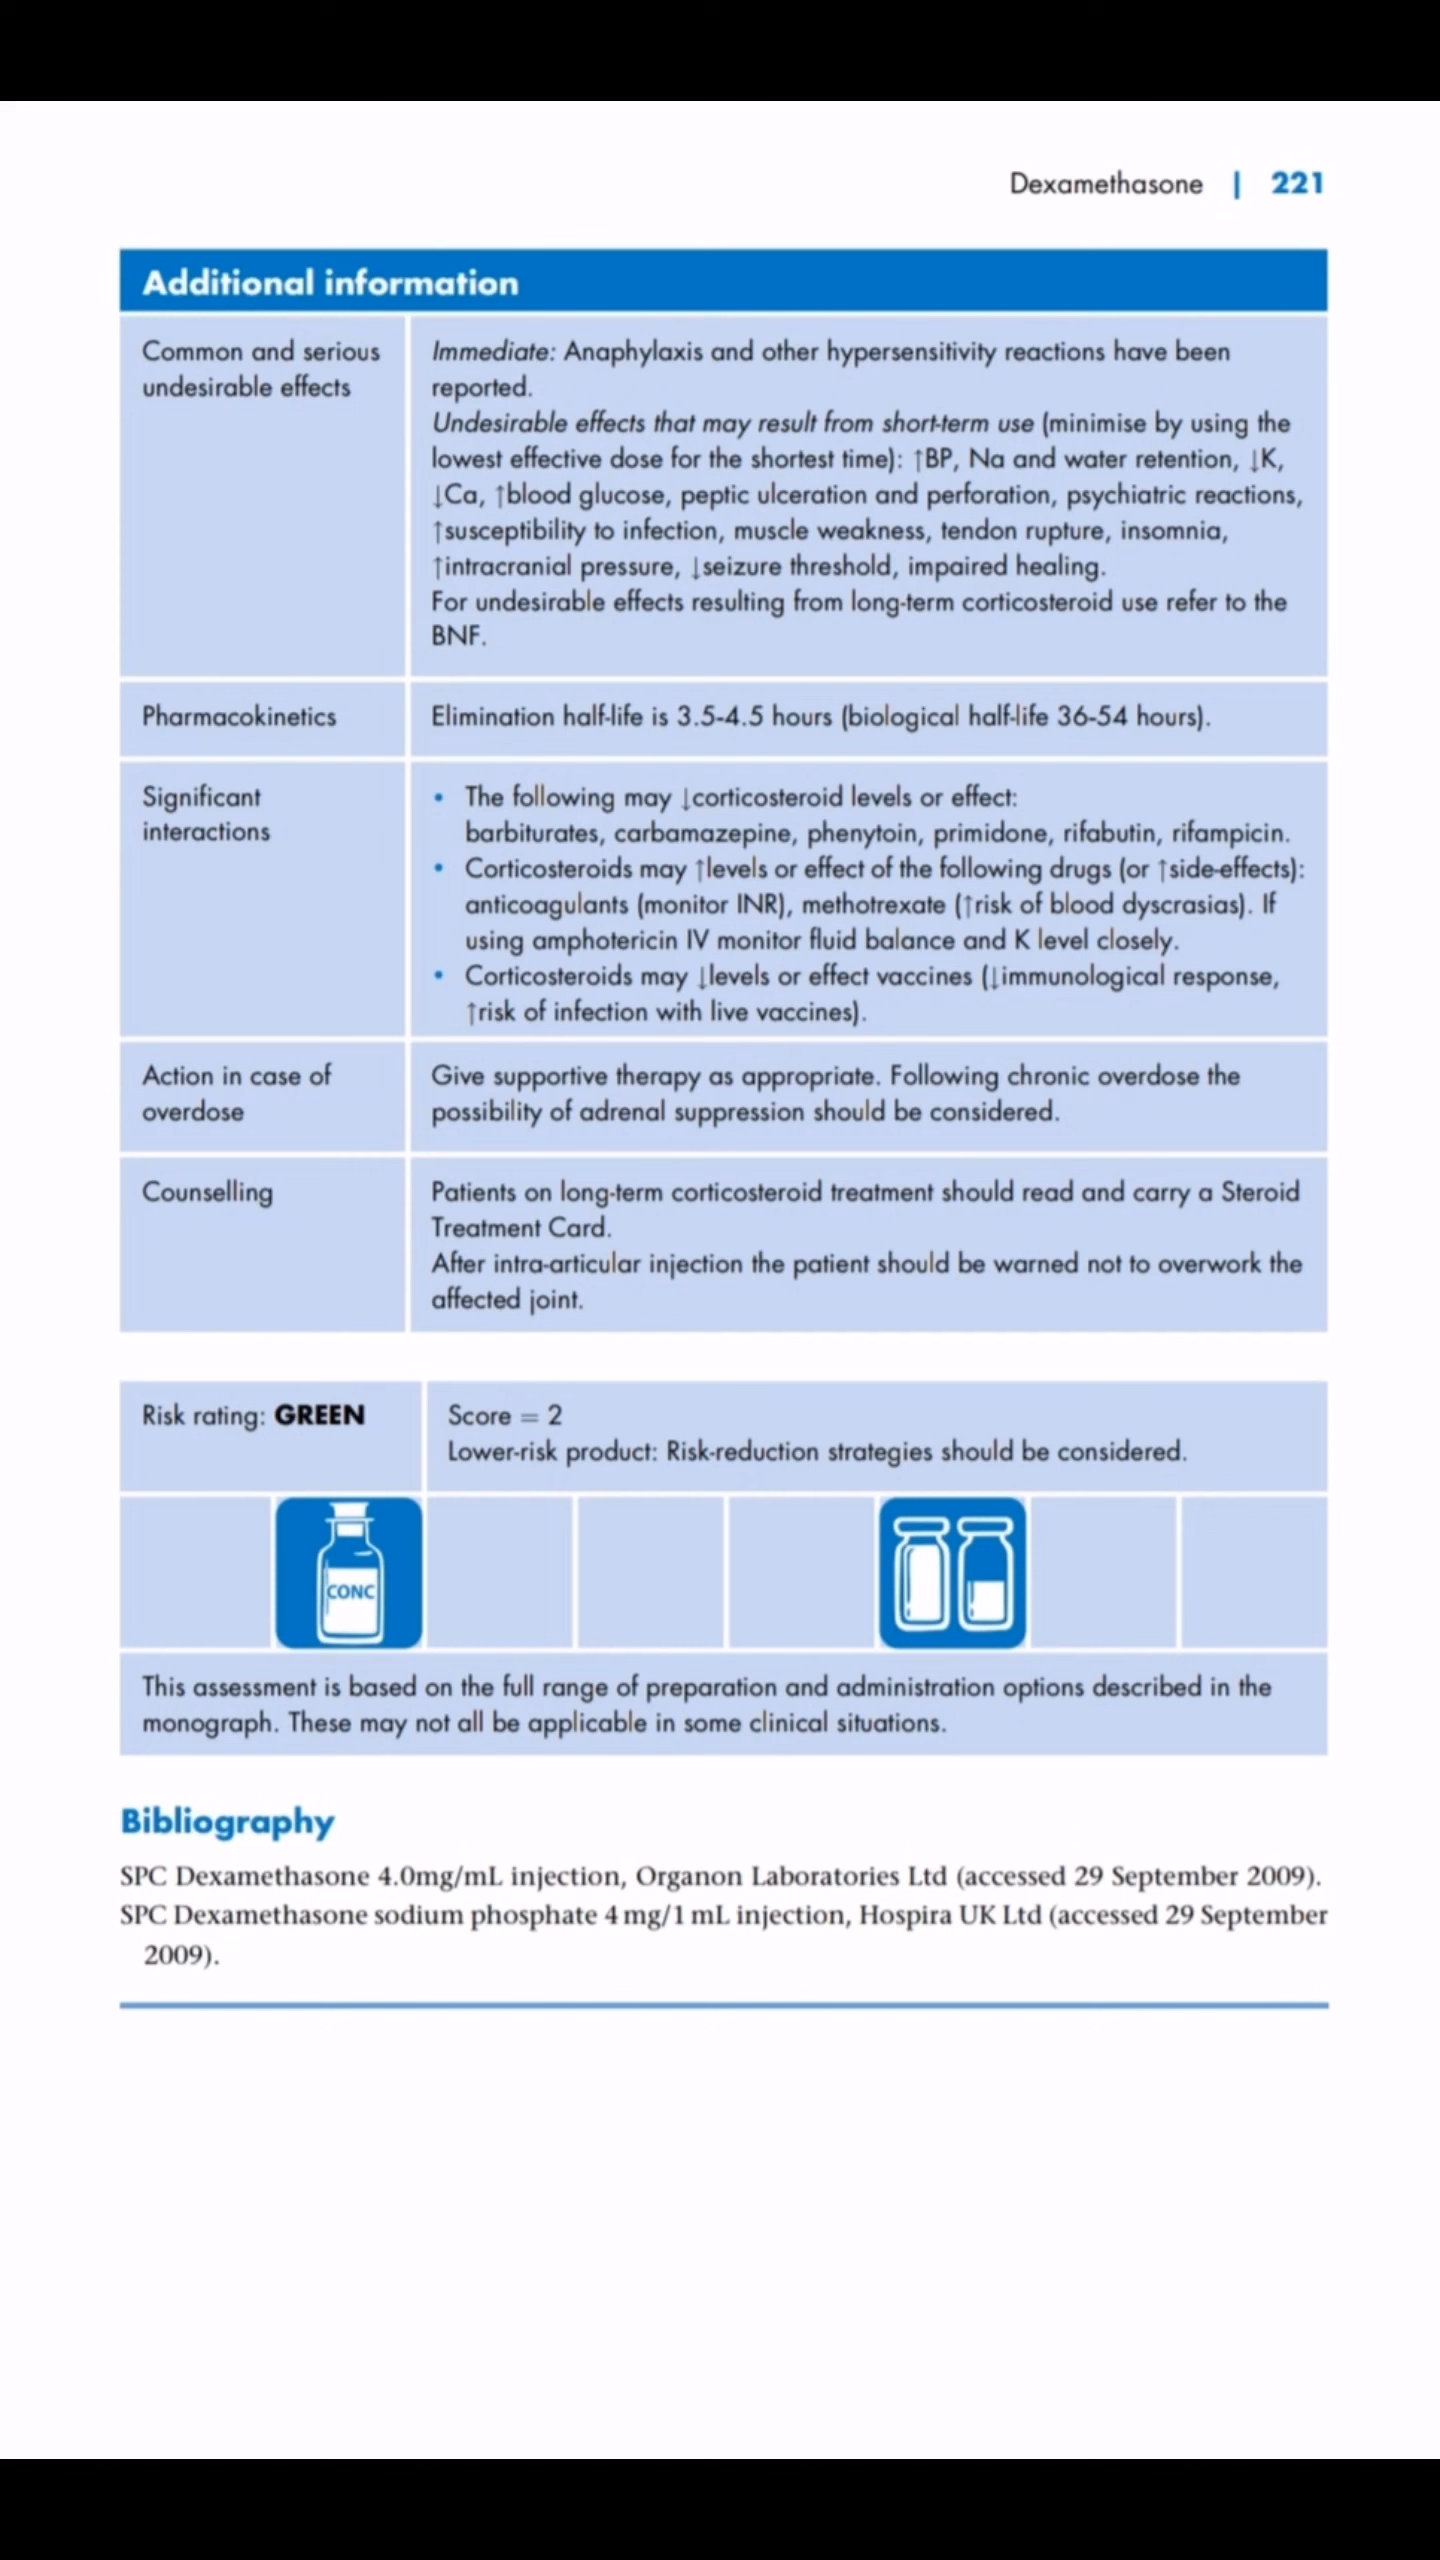 Dexamethasone | 221
Additional information
Common and serious
undesirable effects
Immediate: Anaphylaxis and other hypersensitivity reactions have been
reported.
Undesirable effects that may result from short-term use (minimise by using the
lowest effective dose for the shortest time): ↑BP, Na and water retention, ↓K,
↓Ca, ↑blood glucose, peptic ulceration and perforation, psychiatric reactions,
↑susceptibility to infection, muscle weakness, tendon rupture, insomnia,
↑intracranial pressure, ↓seizure threshold, impaired healing.
For undesirable effects resulting from long-term corticosteroid use refer to the
BNF.
Pharmacokinetics
Elimination half-life is 3.5-4.5 hours (biological half-life 36-54 hours).
Significant
interactions
• The following may ↓corticosteroid levels or effect:
barbiturates, carbamazepine, phenytoin, primidone, rifabutin, rifampicin.
• Corticosteroids may ↑levels or effect of the following drugs (or ↑side-effects):
anticoagulants (monitor INR), methotrexate (↑risk of blood dyscrasias). If
using amphotericin IV monitor fluid balance and K level closely.
• Corticosteroids may ↓levels or effect vaccines (↓immunological response,
↑risk of infection with live vaccines).
Action in case of
overdose
Give supportive therapy as appropriate. Following chronic overdose the
possibility of adrenal suppression should be considered.
Counselling
Patients on long-term corticosteroid treatment should read and carry a Steroid
Treatment Card.
After intra-articular injection the patient should be warned not to overwork the
affected joint.
Risk rating: GREEN
Score = 2
Lower-risk product: Risk-reduction strategies should be considered.
CONC
This assessment is based on the full range of preparation and administration options described in the
monograph. These may not all be applicable in some clinical situations.
Bibliography
SPC Dexamethasone 4.0mg/mL injection, Organon Laboratories Ltd (accessed 29 September 2009).
SPC Dexamethasone sodium phosphate 4 mg/1 mL injection, Hospira UK Ltd (accessed 29 September
2009).